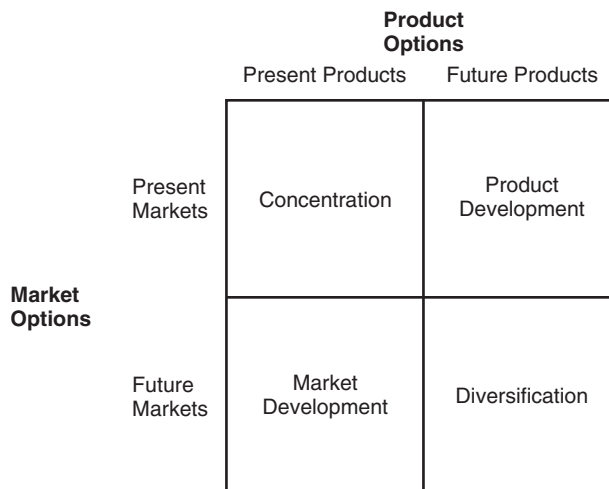 Product
Options
Present Products
Future Products
Present
Markets
Concentration
Product
Development
Market
Options
Future
Markets
Market
Development
Diversification